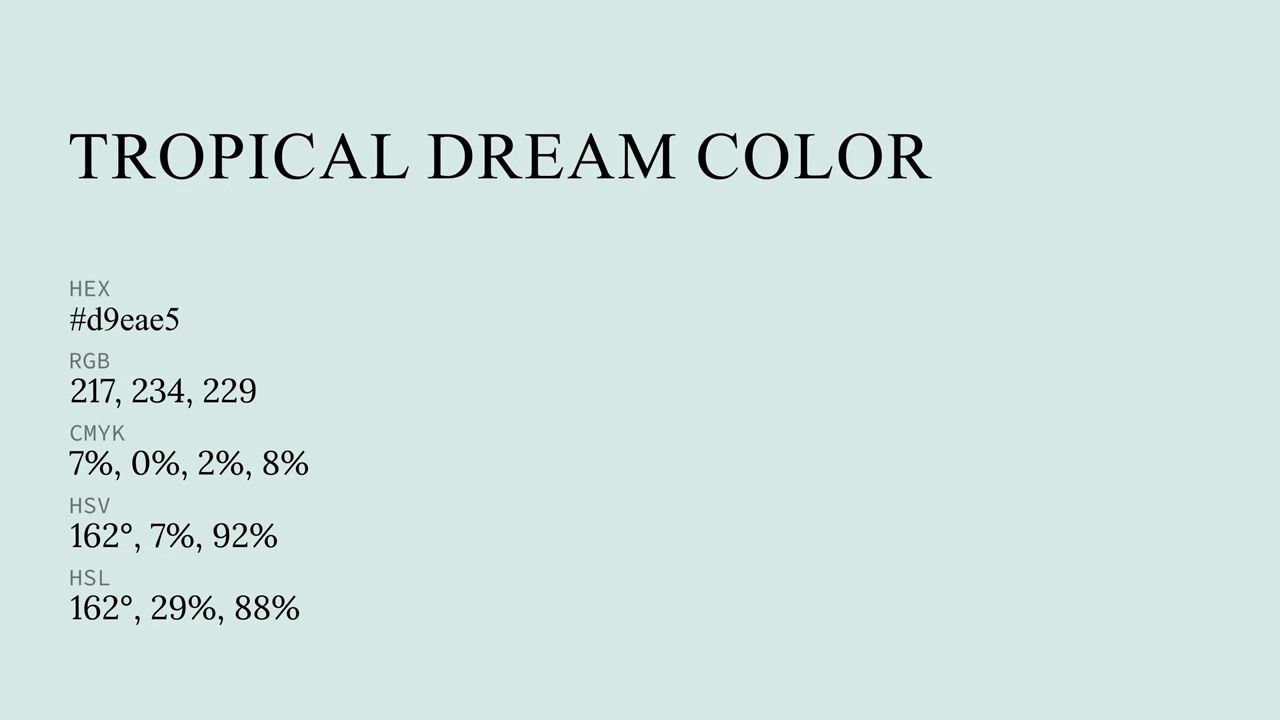 TROPICAL DREAM COLOR
HEX
#d9eae5
RGB
217, 234, 229
CMYK
7%, 0%, 2%, 8%
HSV
162°, 7%, 92%
HSL
162°, 29%, 88%